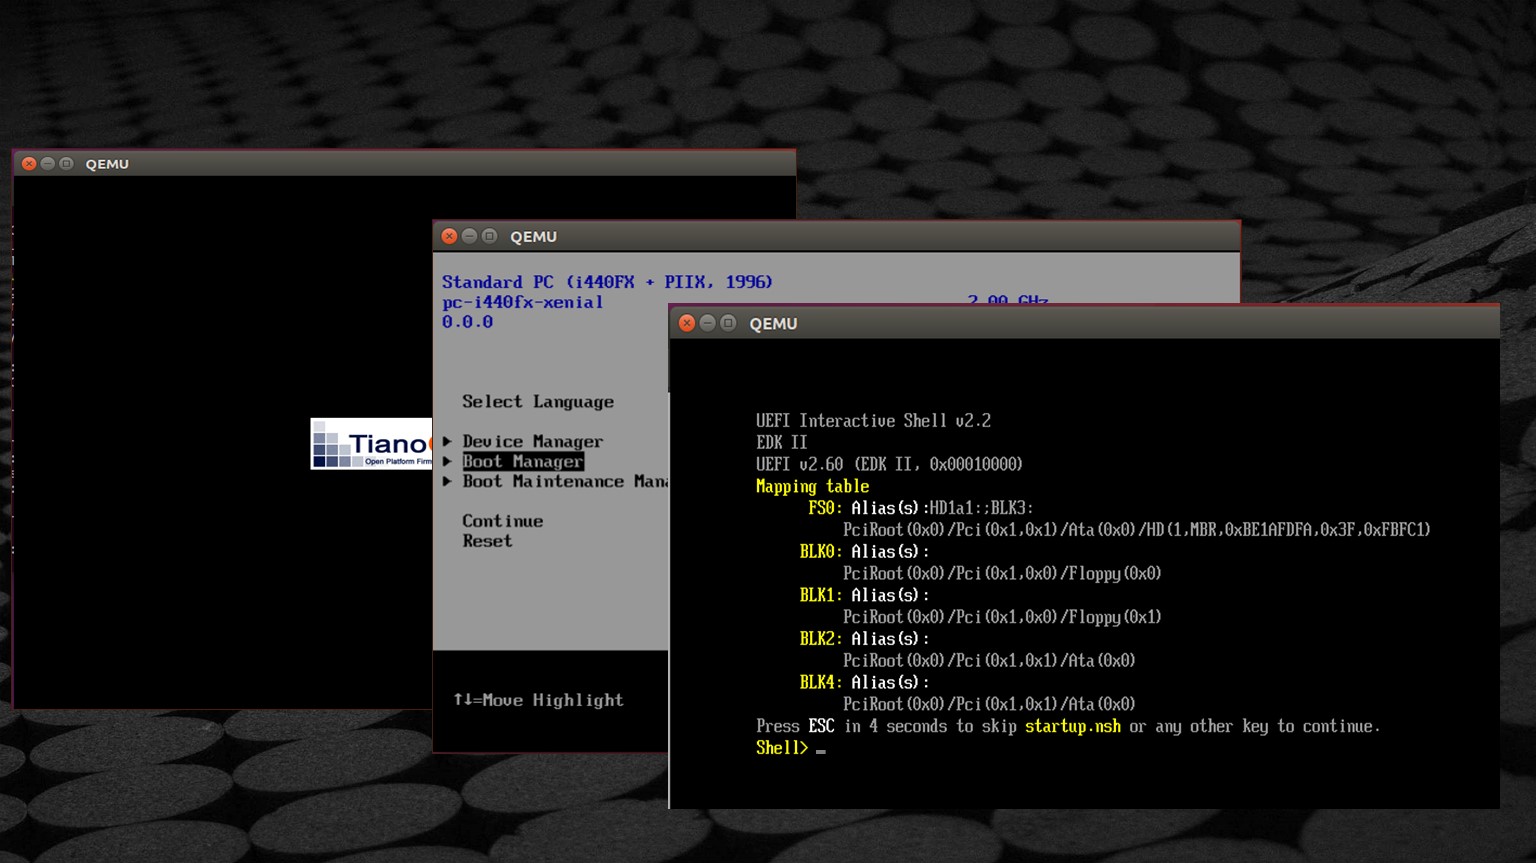 QEMU
Tiano
Open Platform Firm
QEMU
Standard PC (i440FX + PIIX, 1996)
pc-i440fx-xenial 2.00 GHz
0.0.0
Select Language
Device Manager
Boot Manager
Boot Maintenance Mana
Continue
Reset
↑↓=Move Highlight
QEMU
UEFI Interactive Shell v2.2
EDK II
UEFI v2.60 (EDK II, 0x00010000)
Mapping table
FS0: Alias(s):HD1a1:;BLK3:
PciRoot(0x0)/Pci(0x1,0x1)/Ata(0x0)/HD(1,MBR,0xBE1AFDFA,0x3F,0xFBFC1)
BLK0: Alias(s):
PciRoot(0x0)/Pci(0x1,0x0)/Floppy(0x0)
BLK1: Alias(s):
PciRoot(0x0)/Pci(0x1,0x0)/Floppy(0x1)
BLK2: Alias(s):
PciRoot(0x0)/Pci(0x1,0x1)/Ata(0x0)
BLK4: Alias(s):
PciRoot(0x0)/Pci(0x1,0x1)/Ata(0x0)
Press ESC in 4 seconds to skip startup.nsh or any other key to continue.
Shell> _